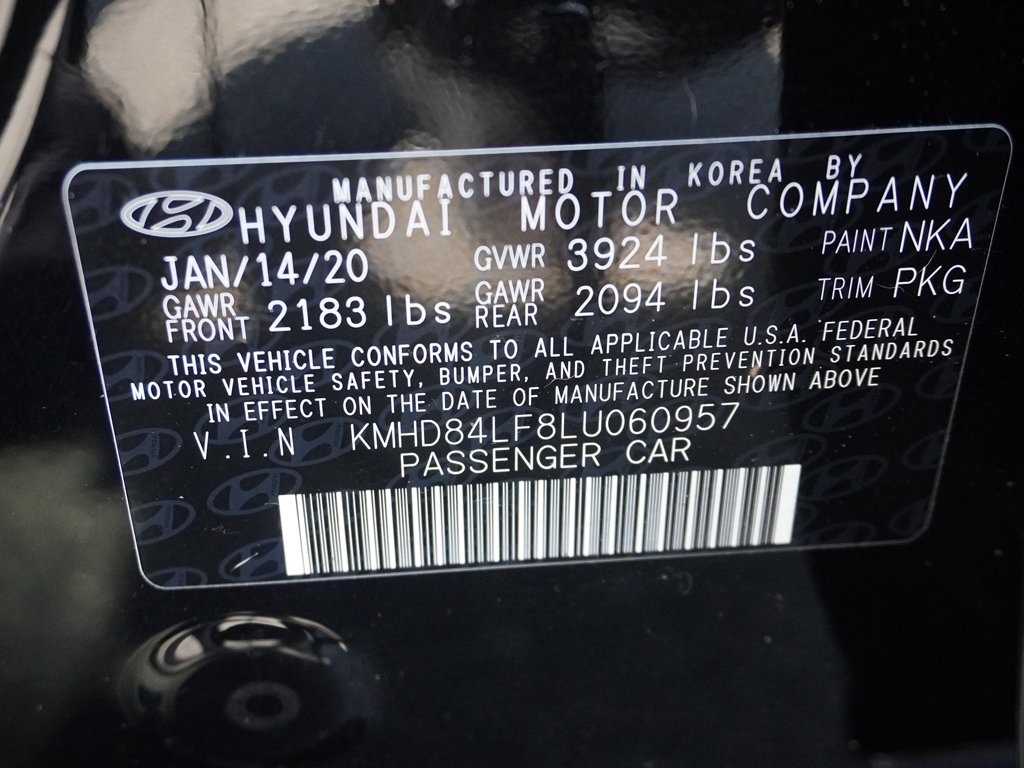 MANUFACTURED IN KOREA BY
HYUNDAI MOTOR COMPANY
JAN/14/20 GVWR 3924 lbs PAINT NKA
GAWR FRONT 2183 lbs GAWR REAR 2094 lbs TRIM PKG
THIS VEHICLE CONFORMS TO ALL APPLICABLE U.S.A. FEDERAL
MOTOR VEHICLE SAFETY, BUMPER, AND THEFT PREVENTION STANDARDS
IN EFFECT ON THE DATE OF MANUFACTURE SHOWN ABOVE
V.I.N KMHD84LF8LU060957
PASSENGER CAR